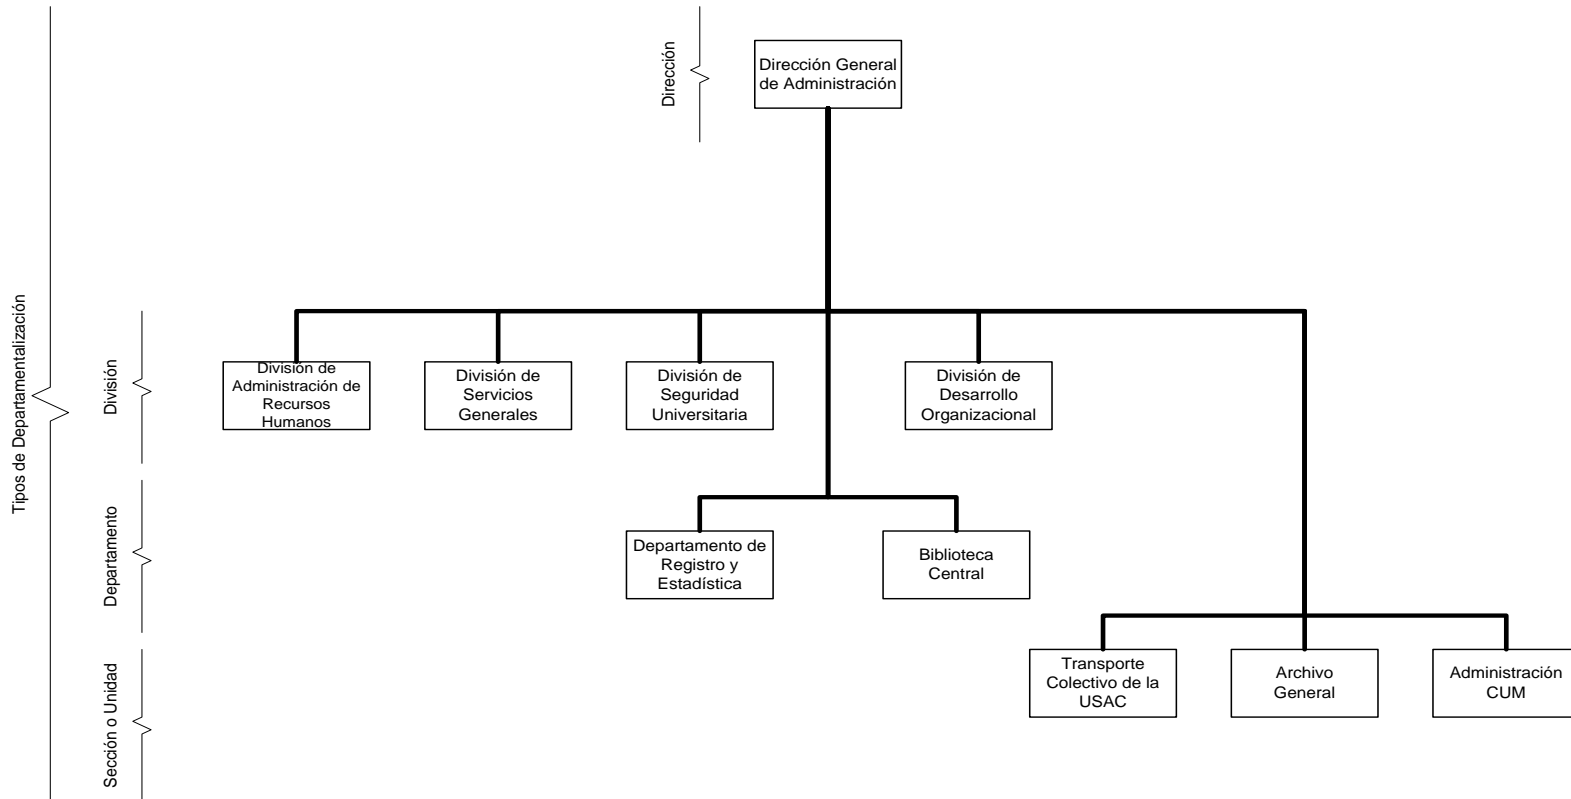 Tipos de Departamentalización
Dirección
Dirección General
de Administración
División
División de
Administración de
Recursos
Humanos
División de
Servicios
Generales
División de
Seguridad
Universitaria
División de
Desarrollo
Organizacional
Departamento
Departamento de
Registro y
Estadística
Biblioteca
Central
Sección o Unidad
Transporte
Colectivo de la
USAC
Archivo
General
Administración
CUM